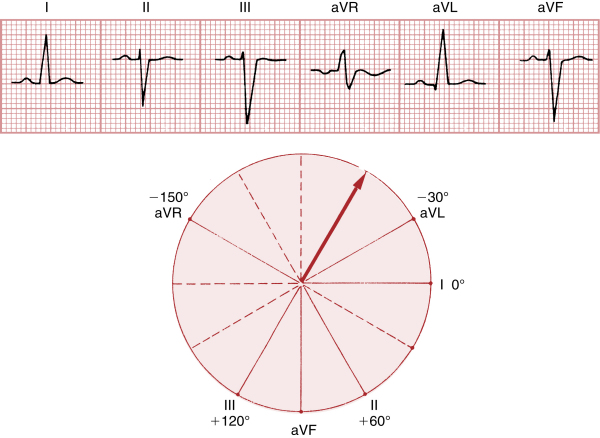 I II III aVR aVL aVF
−150°
aVR
−30°
aVL
I 0°
III
+120°
II
+60°
aVF